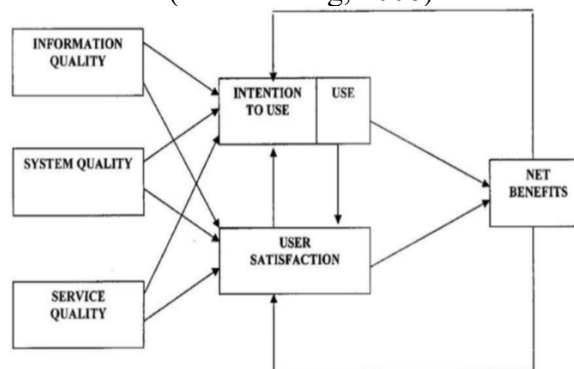 INFORMATION
QUALITY
INTENTION
TO USE
USE
SYSTEM QUALITY
NET
BENEFITS
USER
SATISFACTION
SERVICE
QUALITY